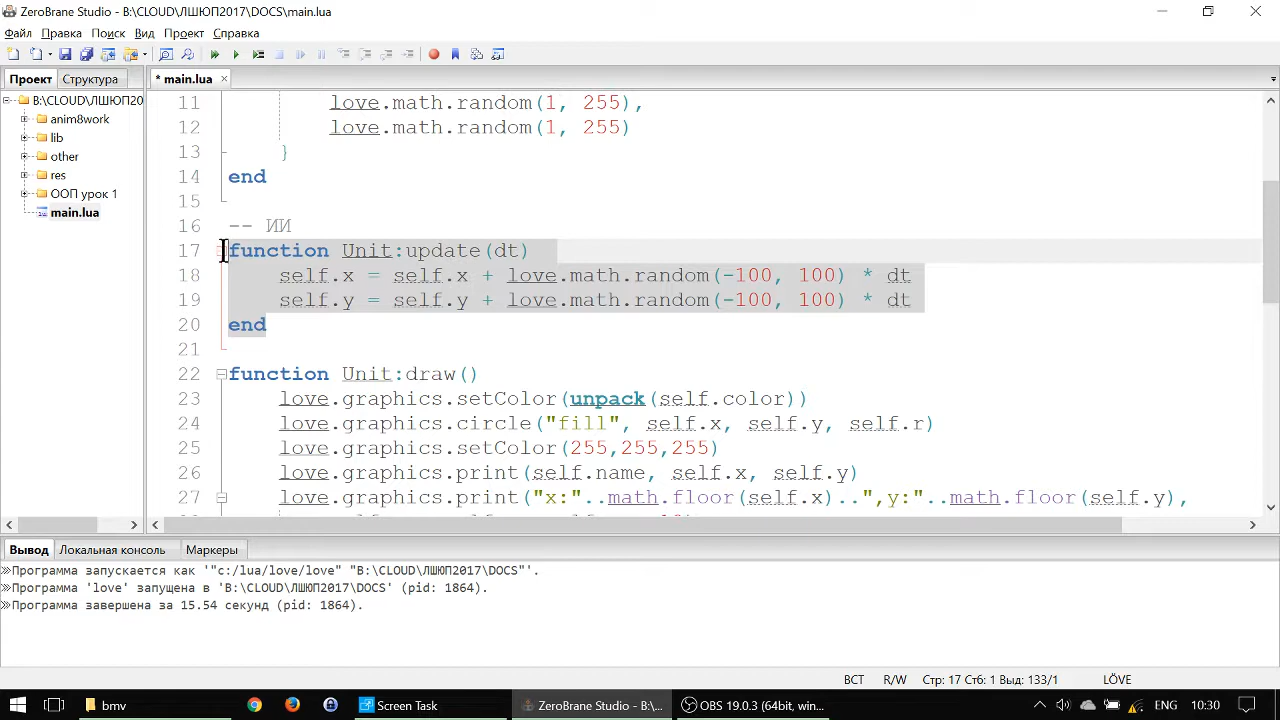 ZeroBrane Studio - B:\CLOUD\ЛШЮП2017\DOCS\main.lua
Файл Правка Поиск Вид Проект Справка
Проект Структура
* main.lua
B:\CLOUD\ЛШЮП20
anim8work
lib
other
res
ООП урок 1
main.lua
11 love.math.random(1, 255),
12 love.math.random(1, 255)
13 }
14 end
15
16 -- ИИ
17 function Unit:update(dt)
18 self.x = self.x + love.math.random(-100, 100) * dt
19 self.y = self.y + love.math.random(-100, 100) * dt
20 end
21
22 function Unit:draw()
23 love.graphics.setColor(unpack(self.color))
24 love.graphics.circle("fill", self.x, self.y, self.r)
25 love.graphics.setColor(255,255,255)
26 love.graphics.print(self.name, self.x, self.y)
27 love.graphics.print("x:"..math.floor(self.x)..",y:"..math.floor(self.y),
Вывод Локальная консоль Маркеры
Программа запускается как '"c:/lua/love/love" "B:\CLOUD\ЛШЮП2017\DOCS"'.
Программа 'love' запущена в 'B:\CLOUD\ЛШЮП2017\DOCS' (pid: 1864).
Программа завершена за 15.54 секунд (pid: 1864).
ВСТ R/W Стр: 17 Стлб: 1 Выд: 133/1 LÖVE
bmv Screen Task ZeroBrane Studio - B:\... OBS 19.0.3 (64bit, win... ENG 10:30